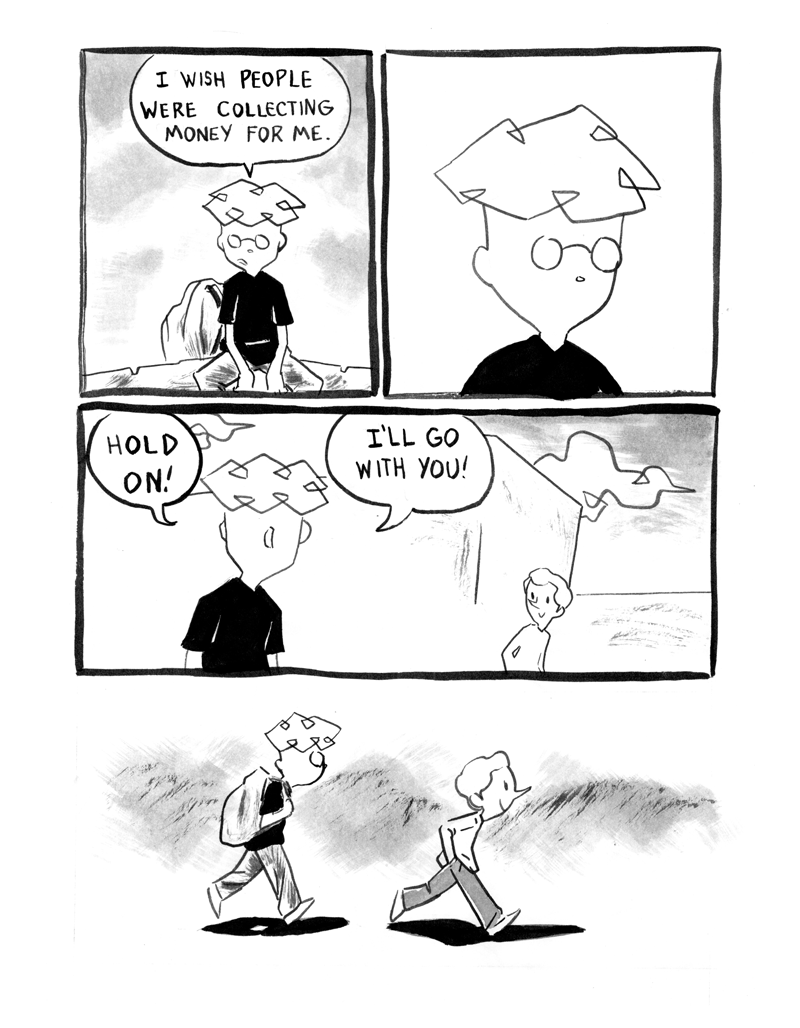 I WISH PEOPLE
WERE COLLECTING
MONEY FOR ME.
HOLD
ON!
I'LL GO
WITH YOU!